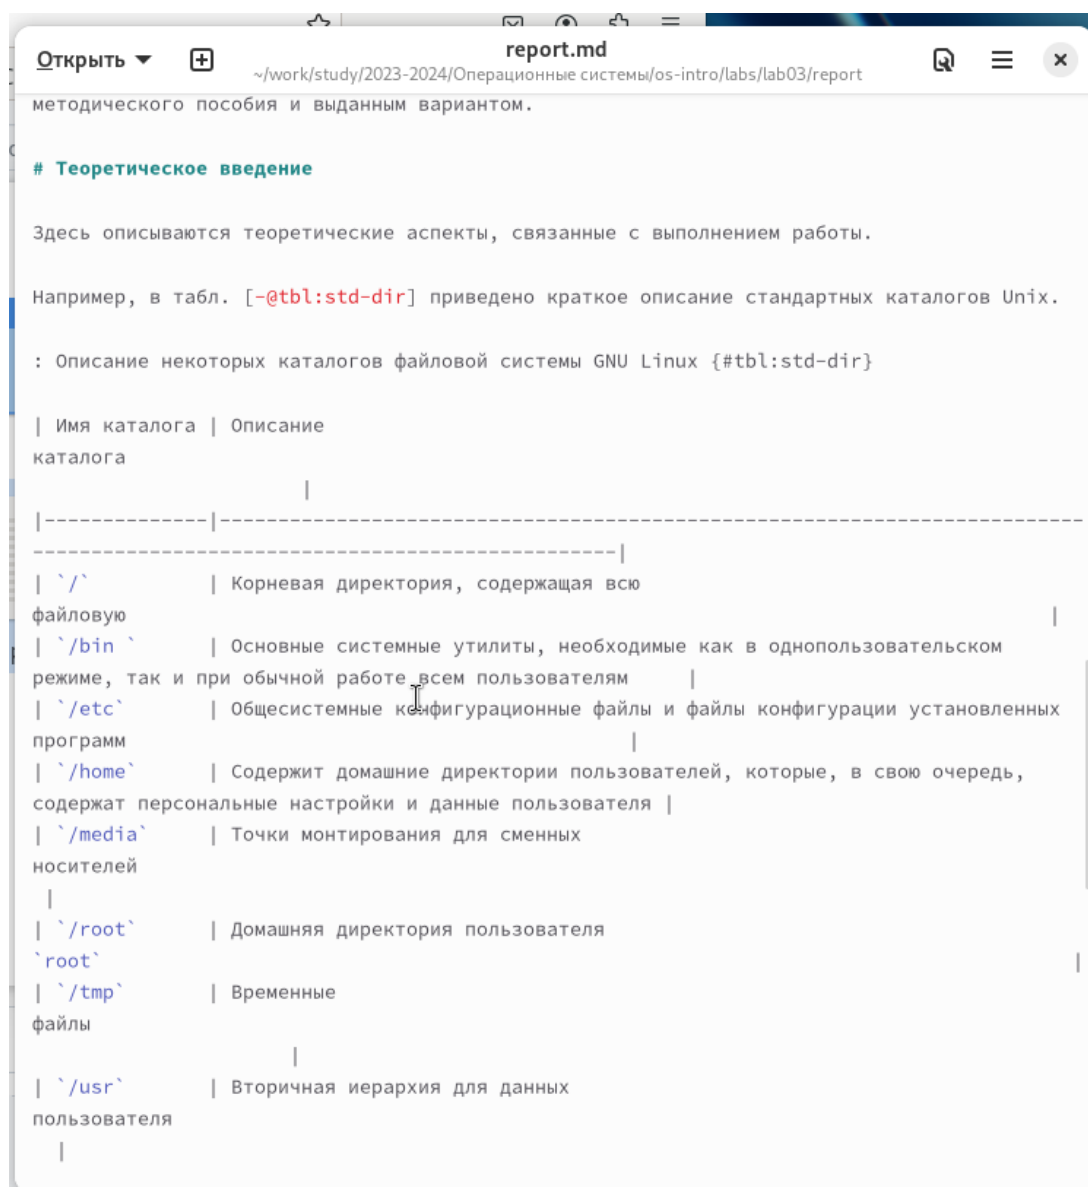 Открыть
report.md
~/work/study/2023-2024/Операционные системы/os-intro/labs/lab03/report
методического пособия и выданным вариантом.
# Теоретическое введение
Здесь описываются теоретические аспекты, связанные с выполнением работы.
Например, в табл. [-@tbl:std-dir] приведено краткое описание стандартных каталогов Unix.
: Описание некоторых каталогов файловой системы GNU Linux {#tbl:std-dir}
| Имя каталога | Описание
каталога
|
|--------------|--------------------------------------------------------------------------
--------------------------------------------------|
| `/`          | Корневая директория, содержащая всю
файловую |
| `/bin `      | Основные системные утилиты, необходимые как в однопользовательском
режиме, так и при обычной работе всем пользователям |
| `/etc`       | Общесистемные конфигурационные файлы и файлы конфигурации установленных
программ |
| `/home`      | Содержит домашние директории пользователей, которые, в свою очередь,
содержат персональные настройки и данные пользователя |
| `/media`     | Точки монтирования для сменных
носителей
|
| `/root`      | Домашняя директория пользователя
`root` |
| `/tmp`       | Временные
файлы
|
| `/usr`       | Вторичная иерархия для данных
пользователя
|